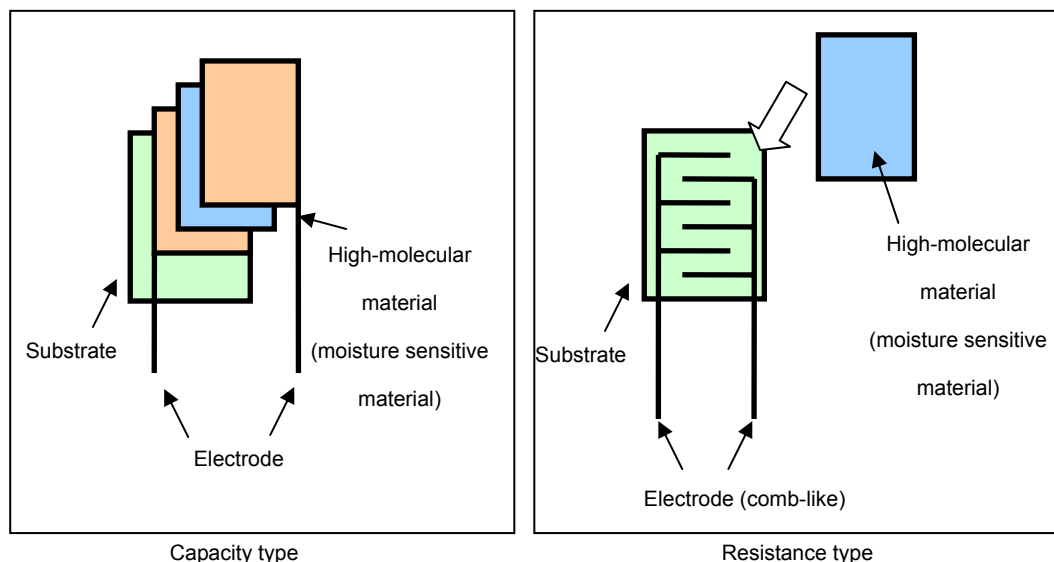 High-molecular
material
(moisture sensitive
material)
Substrate
Electrode
Capacity type
High-molecular
material
(moisture sensitive
material)
Substrate
Electrode (comb-like)
Resistance type